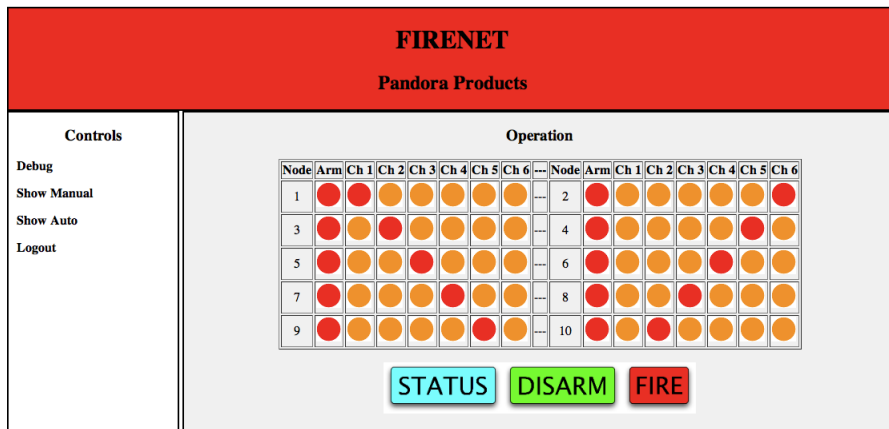 FIRENET
Pandora Products
Controls
Debug
Show Manual
Show Auto
Logout
Operation
Node Arm Ch 1 Ch 2 Ch 3 Ch 4 Ch 5 Ch 6 --- Node Arm Ch 1 Ch 2 Ch 3 Ch 4 Ch 5 Ch 6
1 --- 2
3 --- 4
5 --- 6
7 --- 8
9 --- 10
STATUS DISARM FIRE